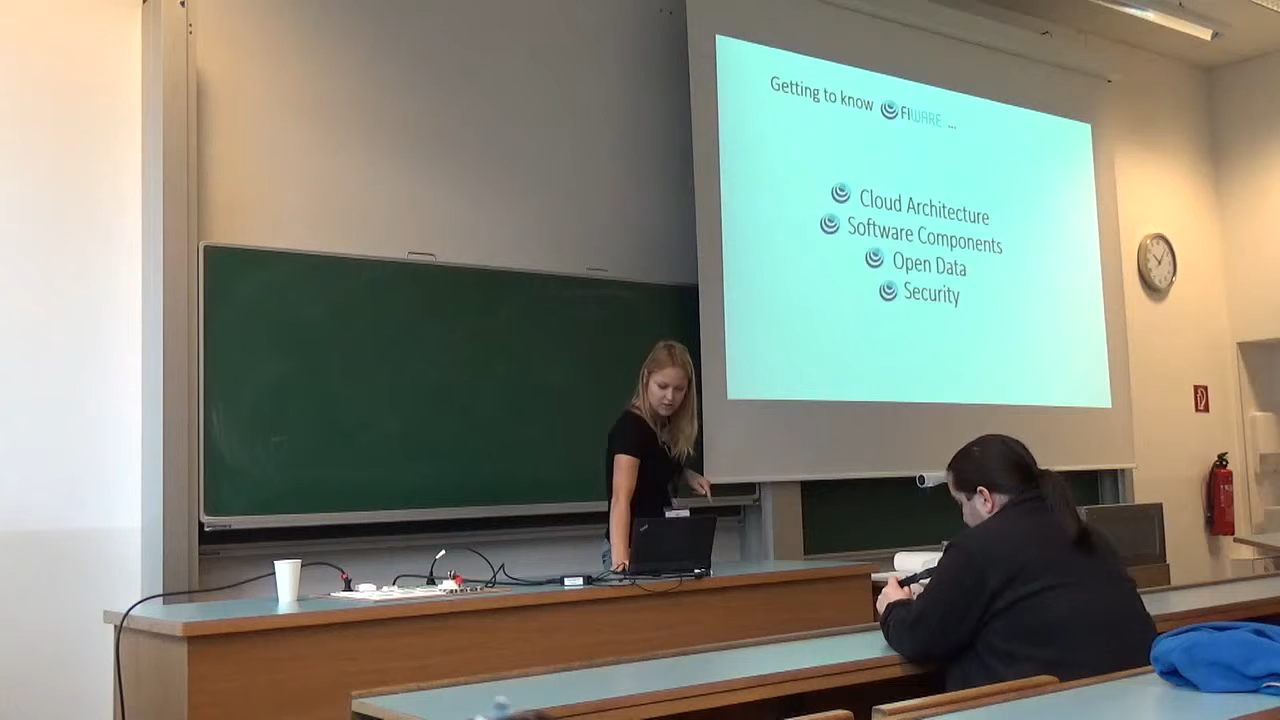 Getting to know FIWARE ...
Cloud Architecture
Software Components
Open Data
Security